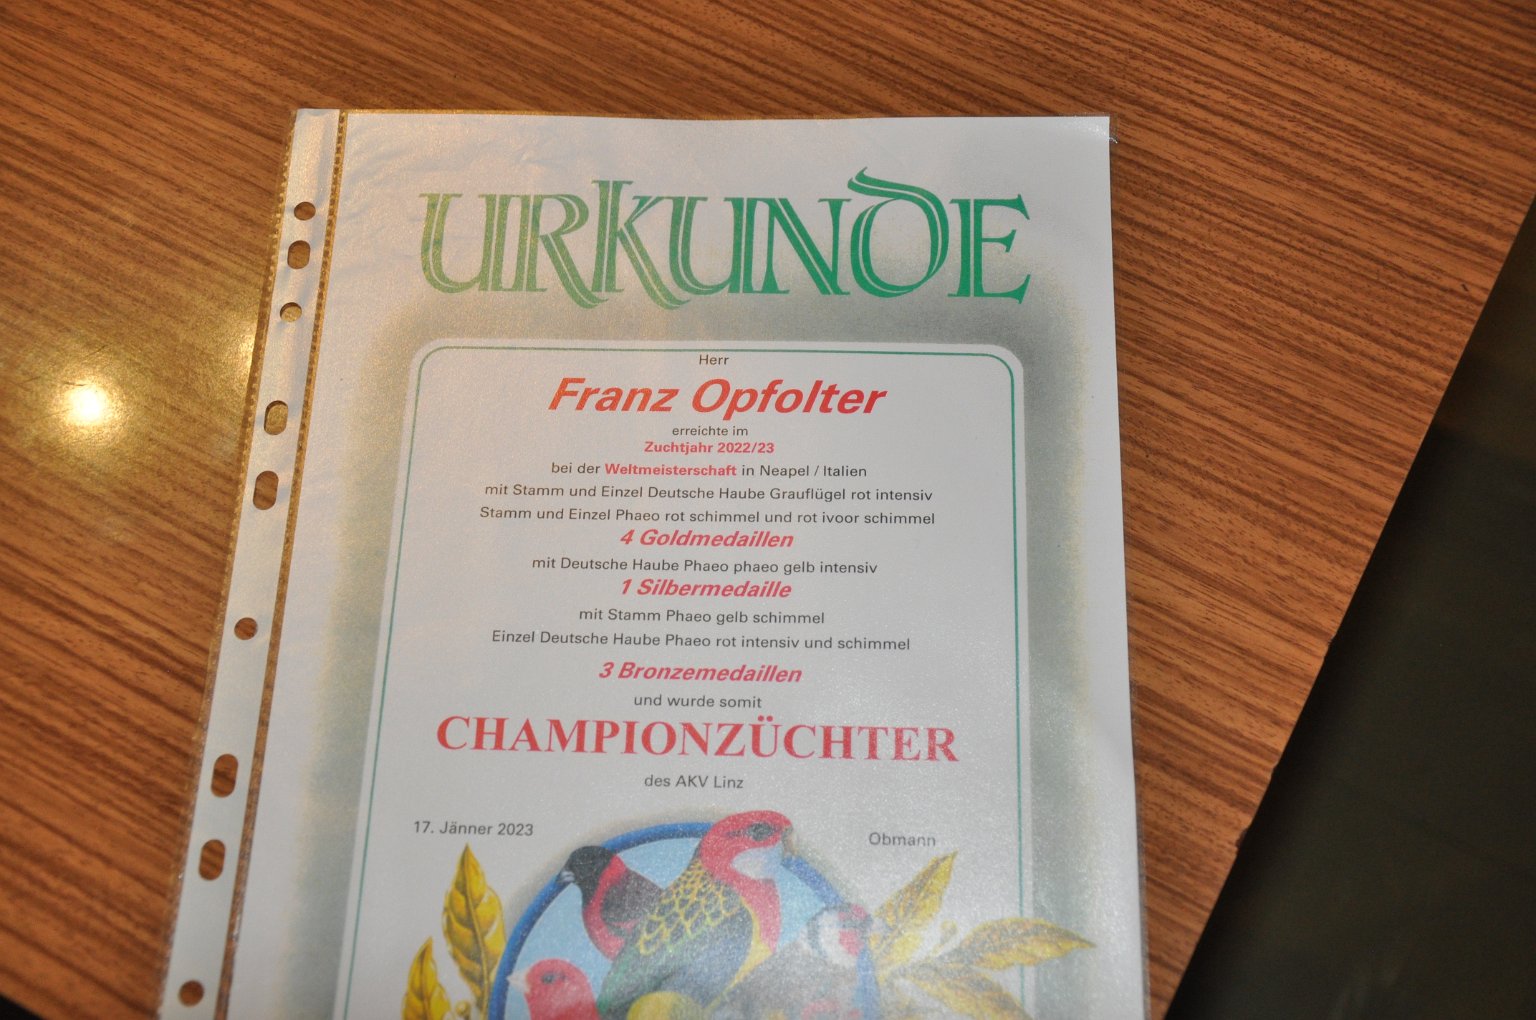 URKUNDE
Herr
Franz Opfolter
erreichte im
Zuchtjahr 2022/23
bei der Weltmeisterschaft in Neapel / Italien
mit Stamm und Einzel Deutsche Haube Grauflügel rot intensiv
Stamm und Einzel Phaeo rot schimmel und rot ivoor schimmel
4 Goldmedaillen
mit Deutsche Haube Phaeo phaeo gelb intensiv
1 Silbermedaille
mit Stamm Phaeo gelb schimmel
Einzel Deutsche Haube Phaeo rot intensiv und schimmel
3 Bronzemedaillen
und wurde somit
CHAMPIONZÜCHTER
des AKV Linz
17. Jänner 2023
Obmann